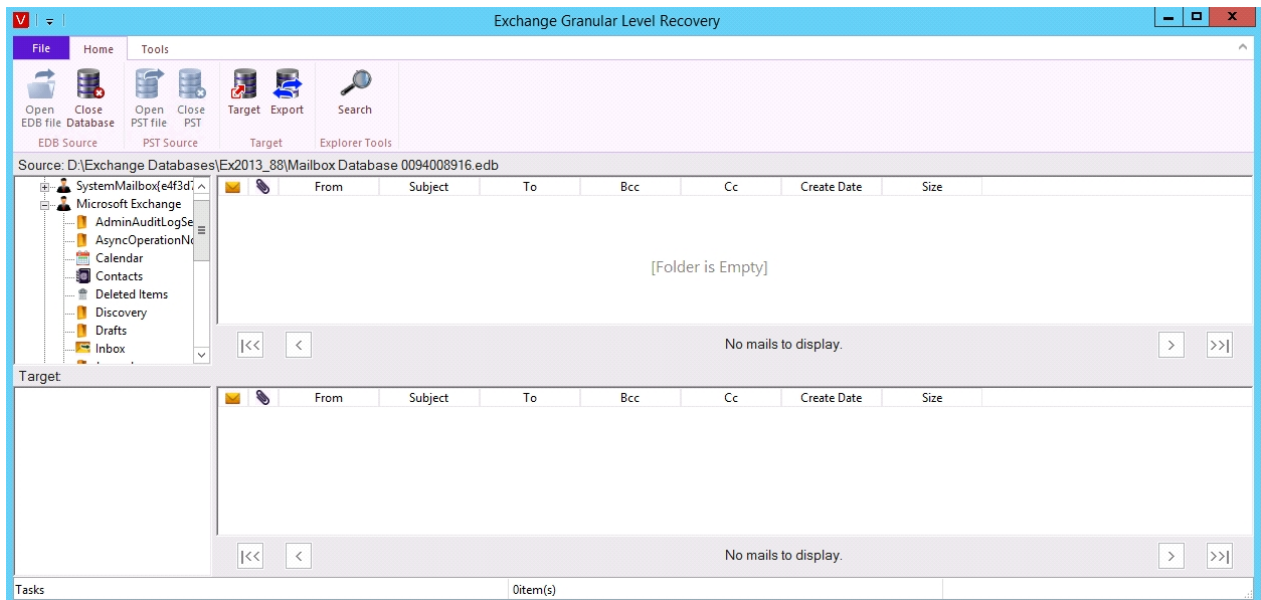 V
Exchange Granular Level Recovery
File Home Tools
Open EDB file
Close Database
Open PST file
Close PST
Target
Export
Search
EDB Source
PST Source
Target
Explorer Tools
Source: D:\Exchange Databases\Ex2013_88\Mailbox Database 0094008916.edb
SystemMailbox{e4f3d7
Microsoft Exchange
AdminAuditLogSe
AsyncOperationNo
Calendar
Contacts
Deleted Items
Discovery
Drafts
Inbox
From Subject To Bcc Cc Create Date Size
[Folder is Empty]
|<< < No mails to display. > >>|
Target
From Subject To Bcc Cc Create Date Size
|<< < No mails to display. > >>|
Tasks 0item(s)